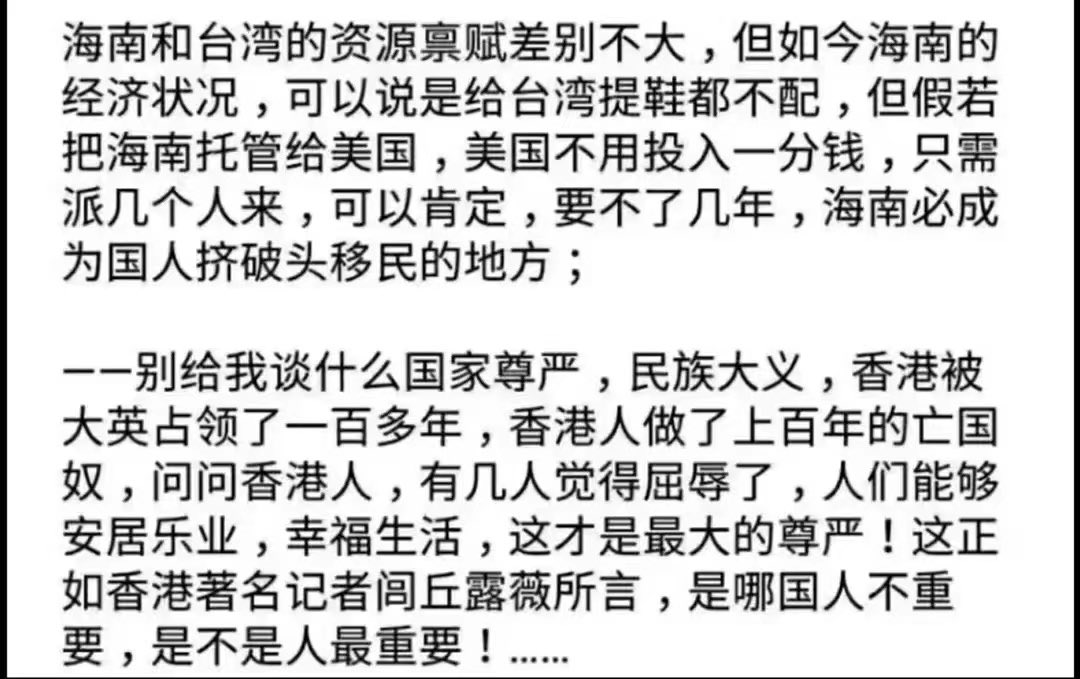 海南和台湾的资源禀赋差别不大，但如今海南的
经济状况，可以说是给台湾提鞋都不配，但假若
把海南托管给美国，美国不用投入一分钱，只需
派几个人来，可以肯定，要不了几年，海南必成
为国人挤破头移民的地方；
——别给我谈什么国家尊严，民族大义，香港被
大英占领了一百多年，香港人做了上百年的亡国
奴，问问香港人，有几人觉得屈辱了，人们能够
安居乐业，幸福生活，这才是最大的尊严！这正
如香港著名记者闾丘露薇所言，是哪国人不重
要，是不是人最重要！……